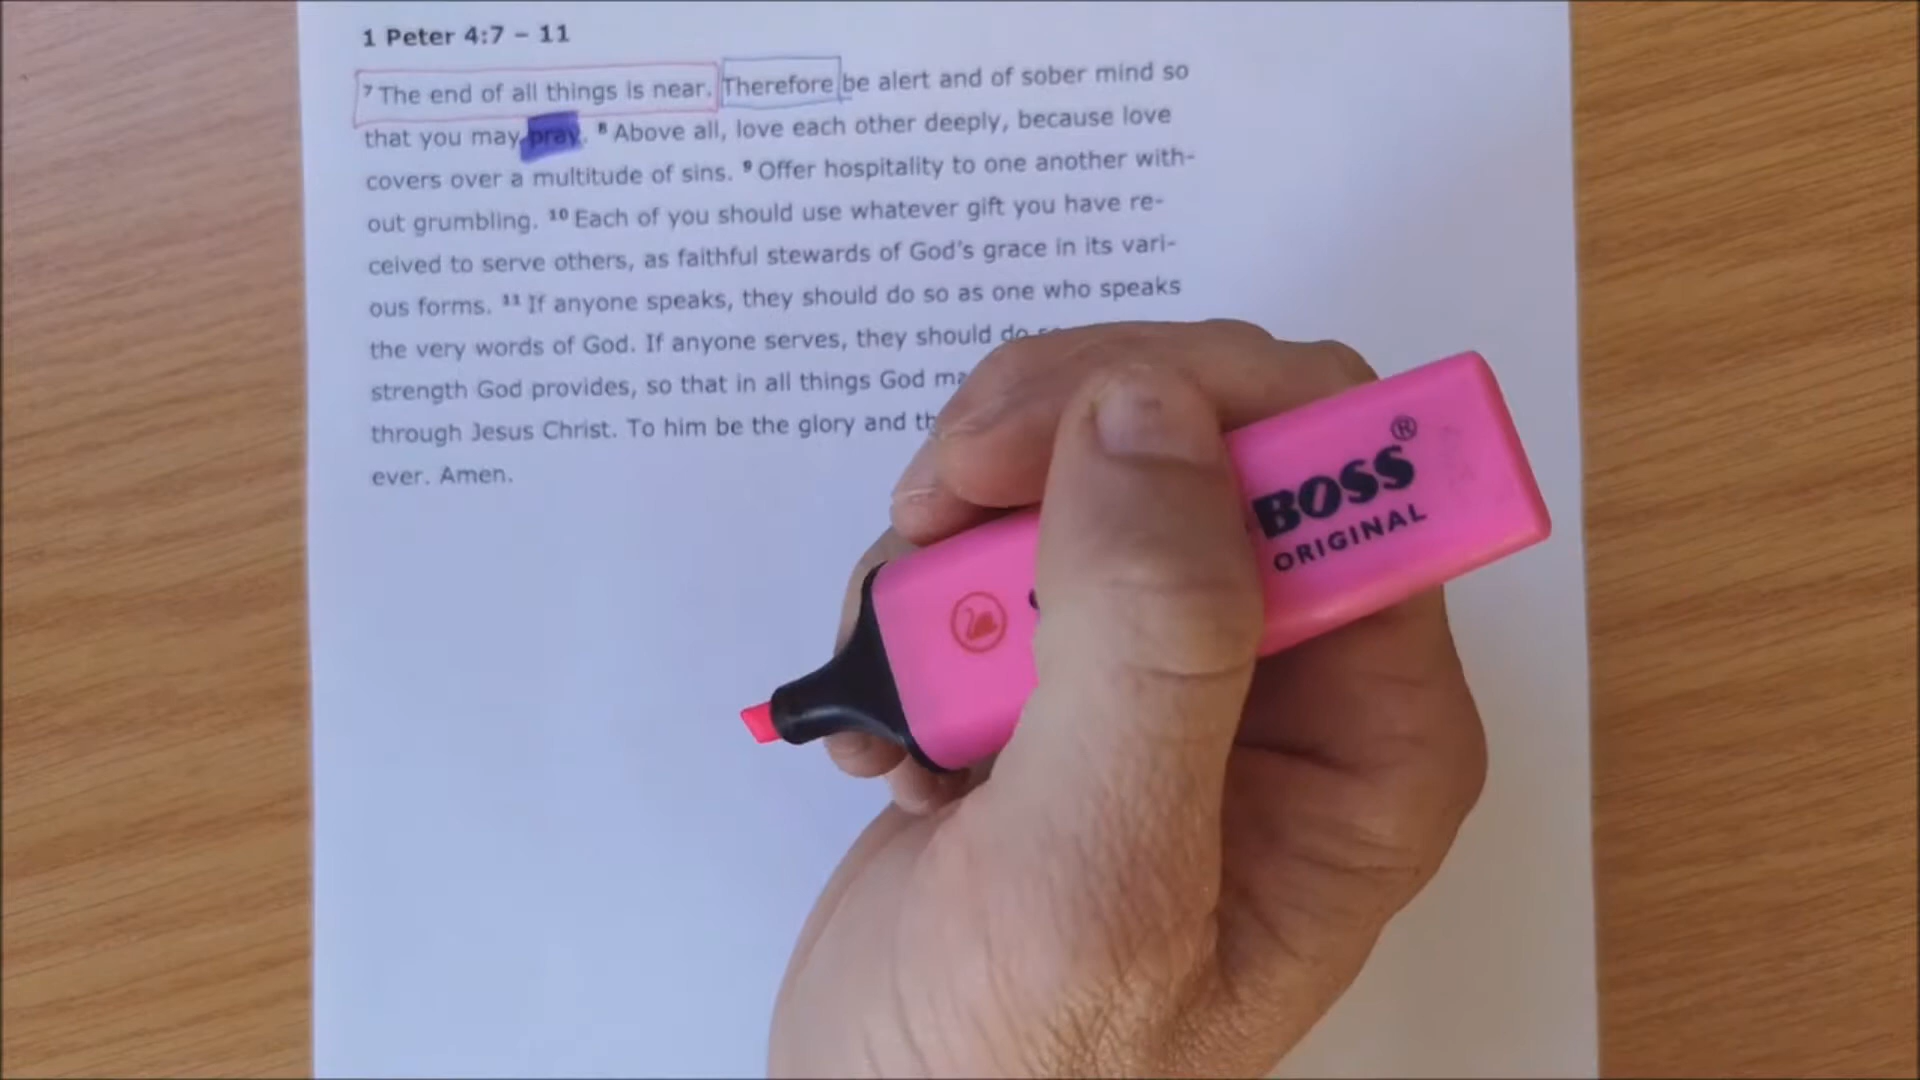 1 Peter 4:7 – 11
⁷ The end of all things is near. Therefore be alert and of sober mind so
that you may pray. ⁸ Above all, love each other deeply, because love
covers over a multitude of sins. ⁹ Offer hospitality to one another with-
out grumbling. ¹⁰ Each of you should use whatever gift you have re-
ceived to serve others, as faithful stewards of God's grace in its vari-
ous forms. ¹¹ If anyone speaks, they should do so as one who speaks
the very words of God. If anyone serves, they should do
strength God provides, so that in all things God
through Jesus Christ. To him be the glory and
ever. Amen.
BOSS®
ORIGINAL